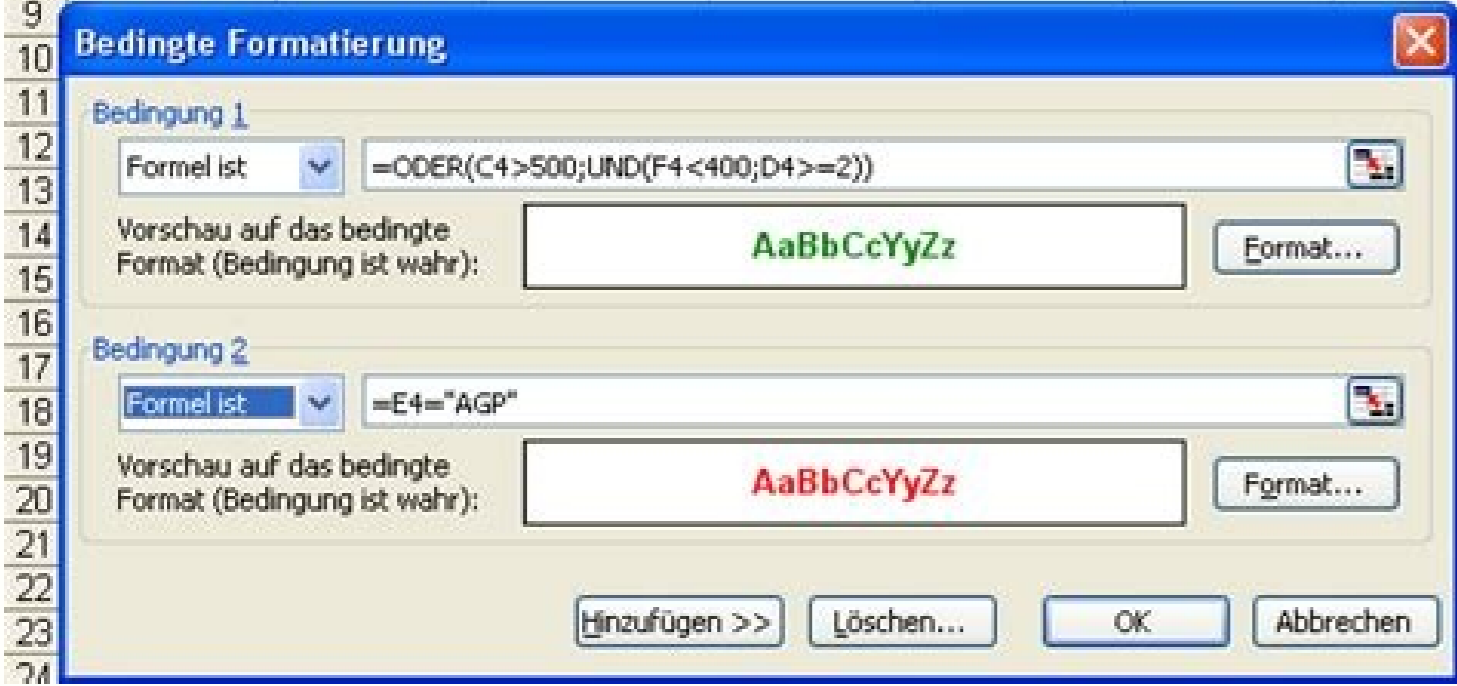 9
10
11
12
13
14
15
16
17
18
19
20
21
22
23
24
Bedingte Formatierung
Bedingung 1
Formel ist =ODER(C4>500;UND(F4<400;D4>=2))
Vorschau auf das bedingte
Format (Bedingung ist wahr):
AaBbCcYyZz
Format...
Bedingung 2
Formel ist =E4="AGP"
Vorschau auf das bedingte
Format (Bedingung ist wahr):
AaBbCcYyZz
Format...
Hinzufügen >> Löschen... OK Abbrechen